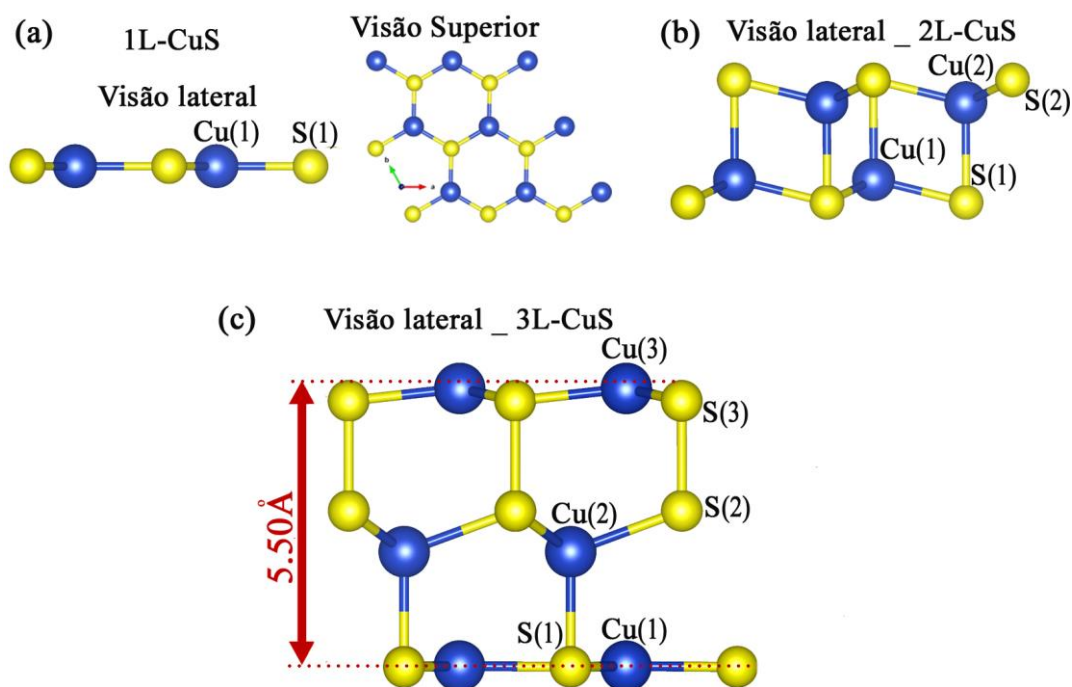 (a)
1L-CuS
Visão Superior
Visão lateral
Cu(1)
S(1)
b
a
(b)
Visão lateral _ 2L-CuS
Cu(2)
S(2)
Cu(1)
S(1)
(c)
Visão lateral _ 3L-CuS
Cu(3)
S(3)
S(2)
Cu(2)
5.50Å
S(1)
Cu(1)